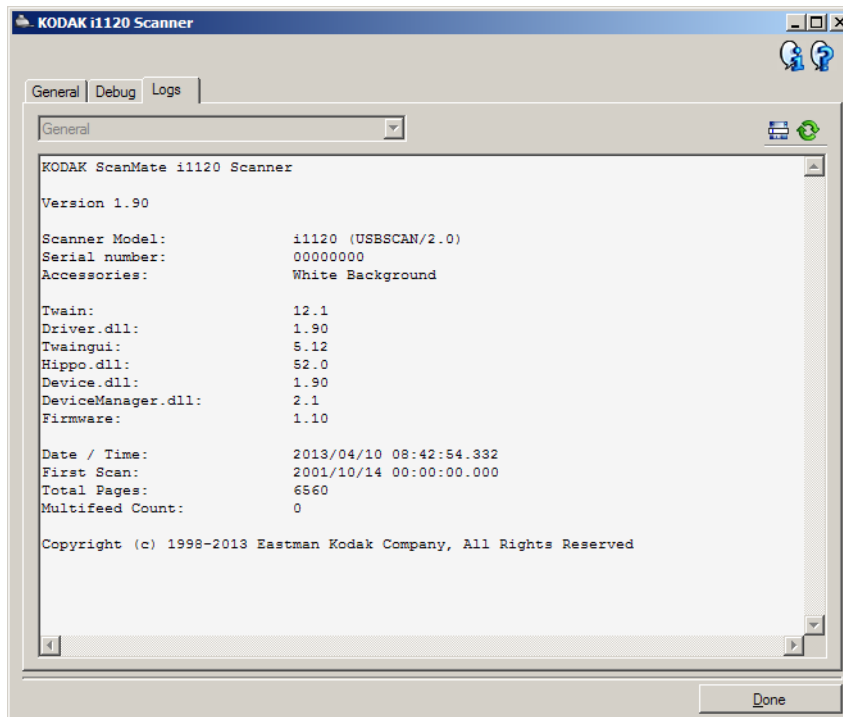 KODAK i1120 Scanner
General Debug Logs
General
KODAK ScanMate i1120 Scanner
Version 1.90
Scanner Model: i1120 (USBSCAN/2.0)
Serial number: 00000000
Accessories: White Background
Twain: 12.1
Driver.dll: 1.90
Twaingui: 5.12
Hippo.dll: 52.0
Device.dll: 1.90
DeviceManager.dll: 2.1
Firmware: 1.10
Date / Time: 2013/04/10 08:42:54.332
First Scan: 2001/10/14 00:00:00.000
Total Pages: 6560
Multifeed Count: 0
Copyright (c) 1998-2013 Eastman Kodak Company, All Rights Reserved
Done